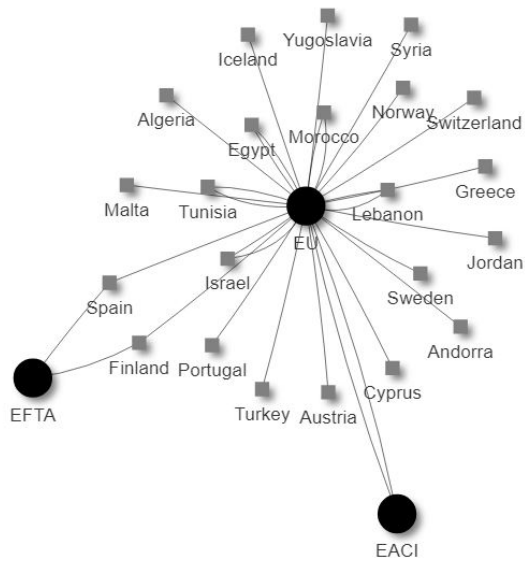 Yugoslavia
Syria
Iceland
Norway
Switzerland
Algeria
Morocco
Egypt
Greece
Malta
Tunisia
Lebanon
EU
Jordan
Israel
Sweden
Spain
Andorra
Finland
Portugal
Cyprus
EFTA
Turkey
Austria
EACI